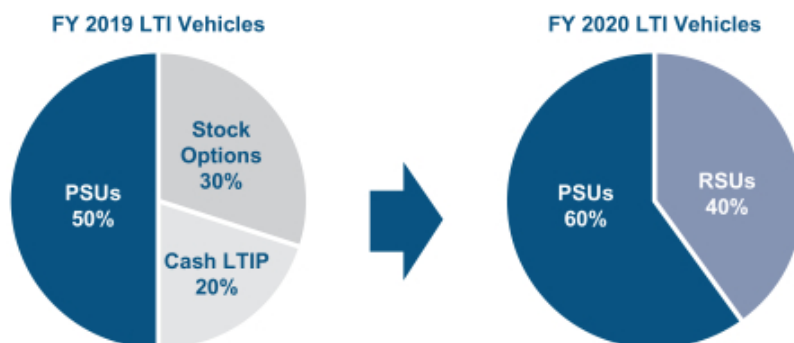 FY 2019 LTI Vehicles
Stock
Options
30%
PSUs
50%
Cash LTIP
20%
FY 2020 LTI Vehicles
PSUs
60%
RSUs
40%